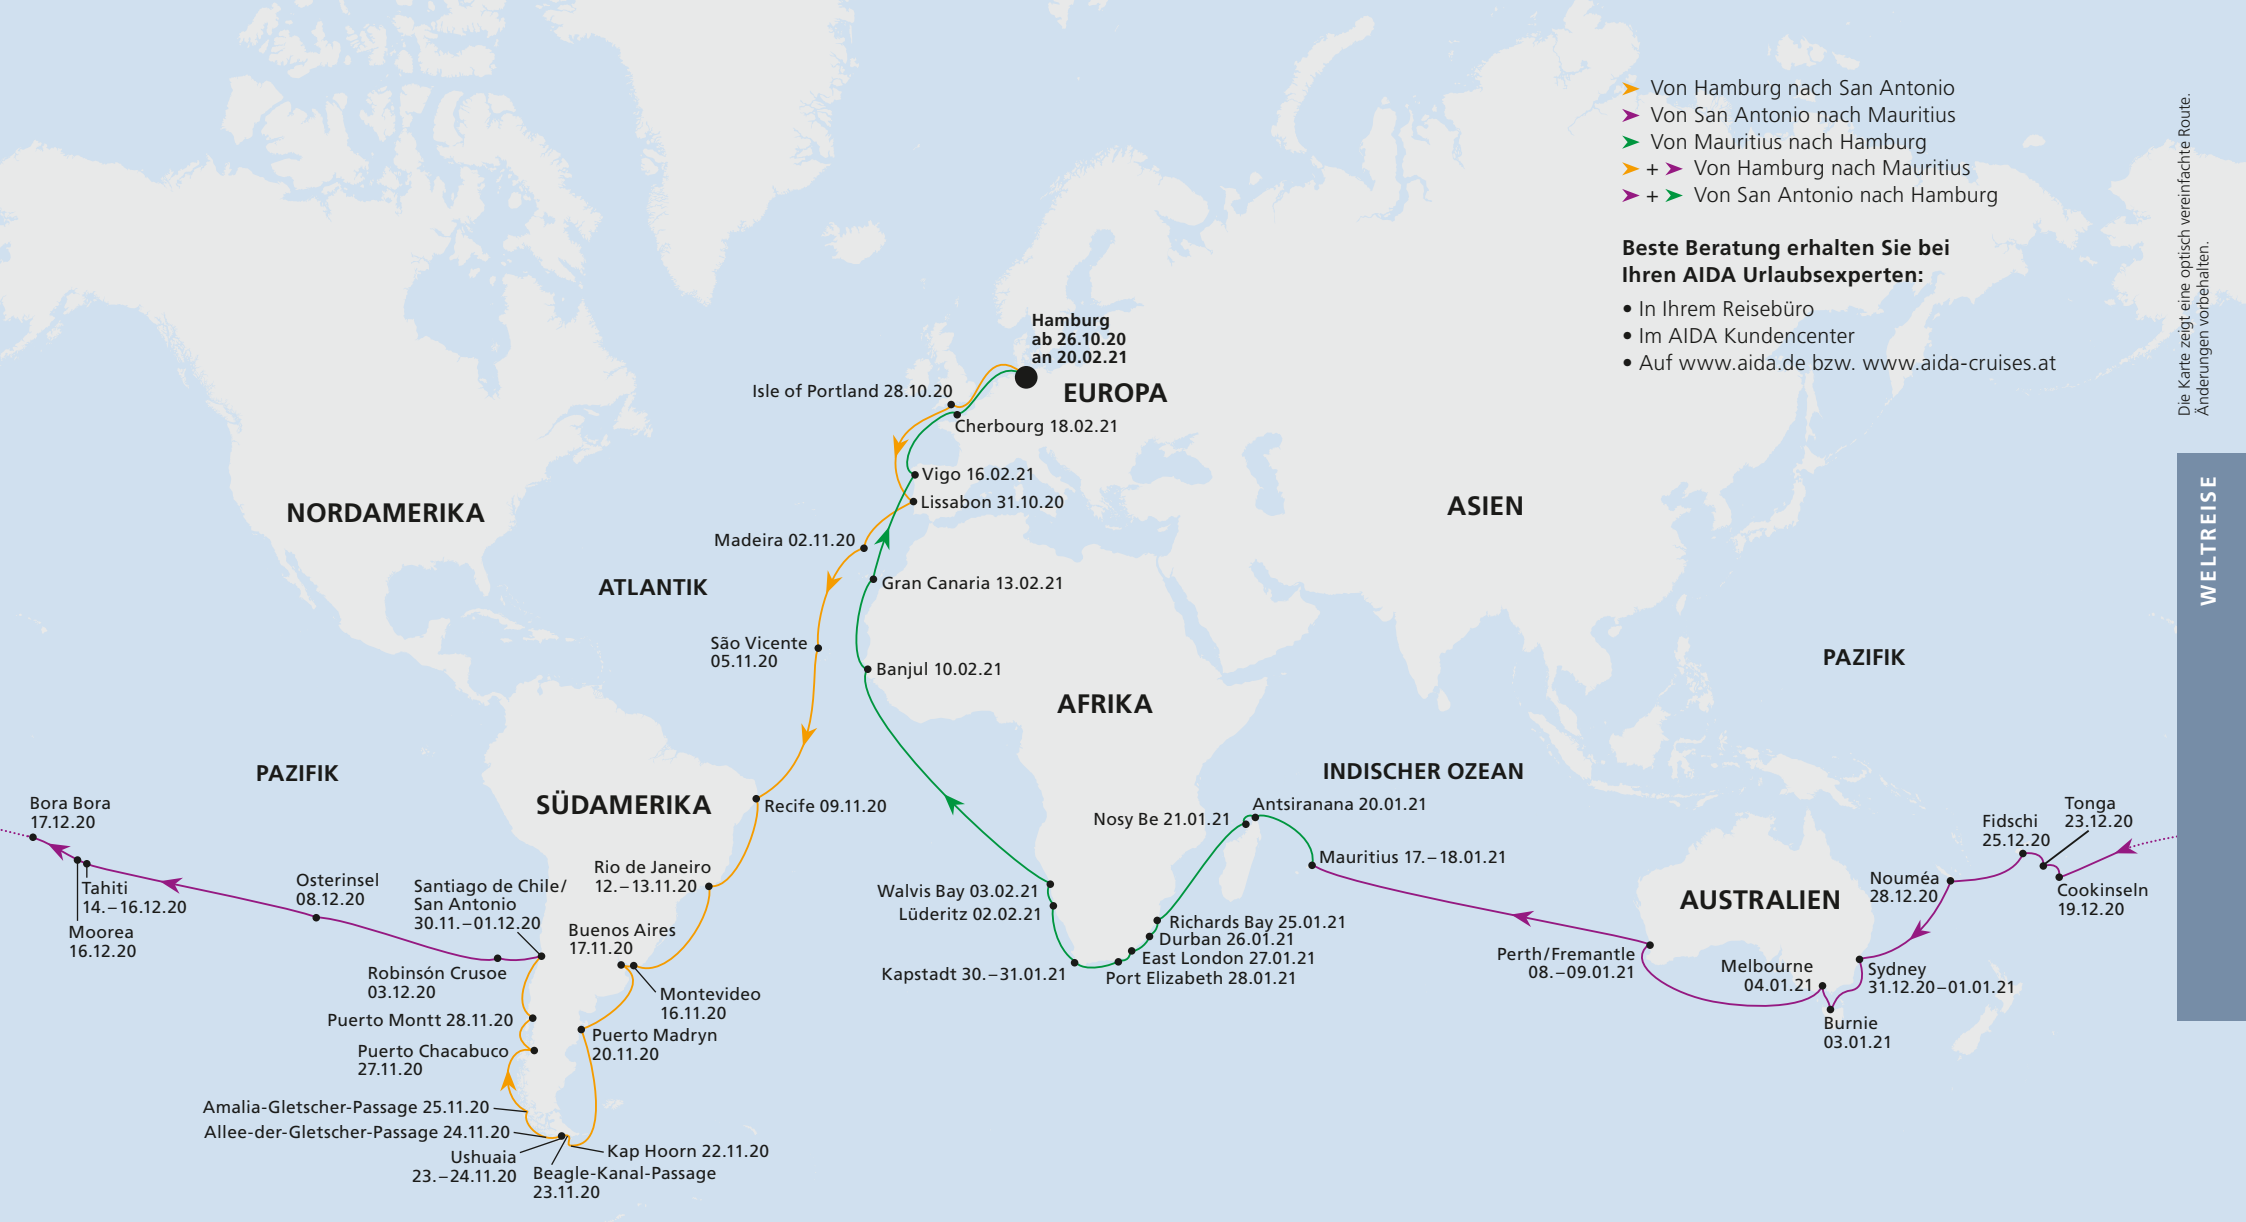 Von Hamburg nach San Antonio
Von San Antonio nach Mauritius
Von Mauritius nach Hamburg
+ Von Hamburg nach Mauritius
+ Von San Antonio nach Hamburg
Beste Beratung erhalten Sie bei
Ihren AIDA Urlaubsexperten:
• In Ihrem Reisebüro
• Im AIDA Kundencenter
• Auf www.aida.de bzw. www.aida-cruises.at
Die Karte zeigt eine optisch vereinfachte Route.
Änderungen vorbehalten.
WELTREISE
Hamburg
ab 26.10.20
an 20.02.21
EUROPA
Isle of Portland 28.10.20
Cherbourg 18.02.21
Vigo 16.02.21
Lissabon 31.10.20
NORDAMERIKA
ASIEN
Madeira 02.11.20
ATLANTIK
Gran Canaria 13.02.21
São Vicente
05.11.20
Banjul 10.02.21
PAZIFIK
AFRIKA
PAZIFIK
INDISCHER OZEAN
SÜDAMERIKA
Recife 09.11.20
Bora Bora
17.12.20
Tahiti
14.–16.12.20
Moorea
16.12.20
Osterinsel
08.12.20
Santiago de Chile/
San Antonio
30.11.–01.12.20
Rio de Janeiro
12.–13.11.20
Buenos Aires
17.11.20
Robinsón Crusoe
03.12.20
Montevideo
16.11.20
Puerto Montt 28.11.20
Puerto Madryn
20.11.20
Puerto Chacabuco
27.11.20
Amalia-Gletscher-Passage 25.11.20
Allee-der-Gletscher-Passage 24.11.20
Ushuaia
23.–24.11.20
Kap Hoorn 22.11.20
Beagle-Kanal-Passage
23.11.20
Antsiranana 20.01.21
Nosy Be 21.01.21
Mauritius 17.–18.01.21
Walvis Bay 03.02.21
Lüderitz 02.02.21
Richards Bay 25.01.21
Durban 26.01.21
East London 27.01.21
Port Elizabeth 28.01.21
Kapstadt 30.–31.01.21
AUSTRALIEN
Tonga
23.12.20
Fidschi
25.12.20
Nouméa
28.12.20
Cookinseln
19.12.20
Perth/Fremantle
08.–09.01.21
Melbourne
04.01.21
Sydney
31.12.20–01.01.21
Burnie
03.01.21